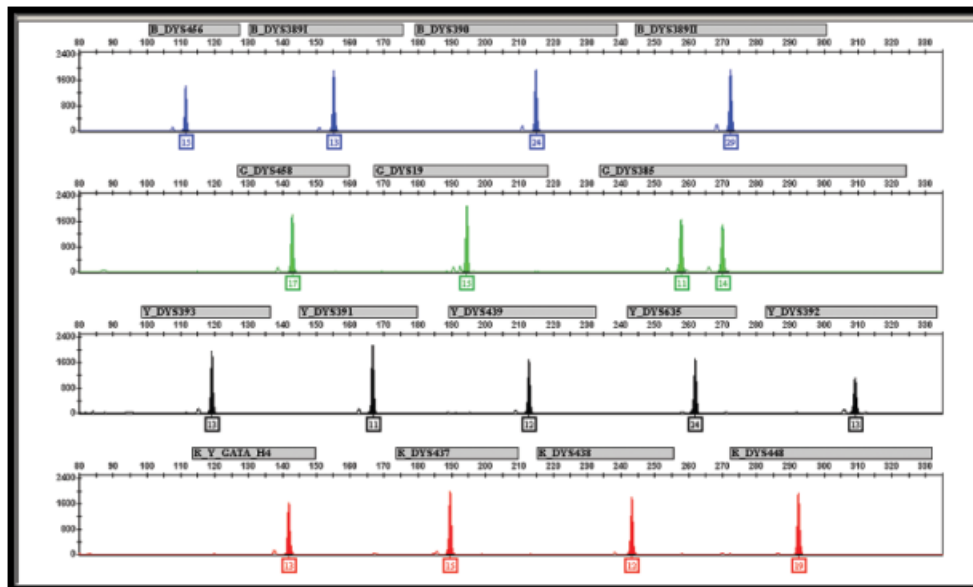 B_DYS456 B_DYS389I B_DYS390 B_DYS389II
80 90 100 110 120 130 140 150 160 170 180 190 200 210 220 230 240 250 260 270 280 290 300 310 320 330
2400
1600
800
0
15 13 24 29
G_DYS458 G_DYS19 G_DYS385
80 90 100 110 120 130 140 150 160 170 180 190 200 210 220 230 240 250 260 270 280 290 300 310 320 330
2400
1600
800
0
17 15 11 14
Y_DYS393 Y_DYS391 Y_DYS439 Y_DYS635 Y_DYS392
80 90 100 110 120 130 140 150 160 170 180 190 200 210 220 230 240 250 260 270 280 290 300 310 320 330
2400
1600
800
0
13 11 12 24 13
R_Y_GATA_H4 R_DYS437 R_DYS438 R_DYS448
80 90 100 110 120 130 140 150 160 170 180 190 200 210 220 230 240 250 260 270 280 290 300 310 320 330
2400
1600
800
0
13 15 12 19